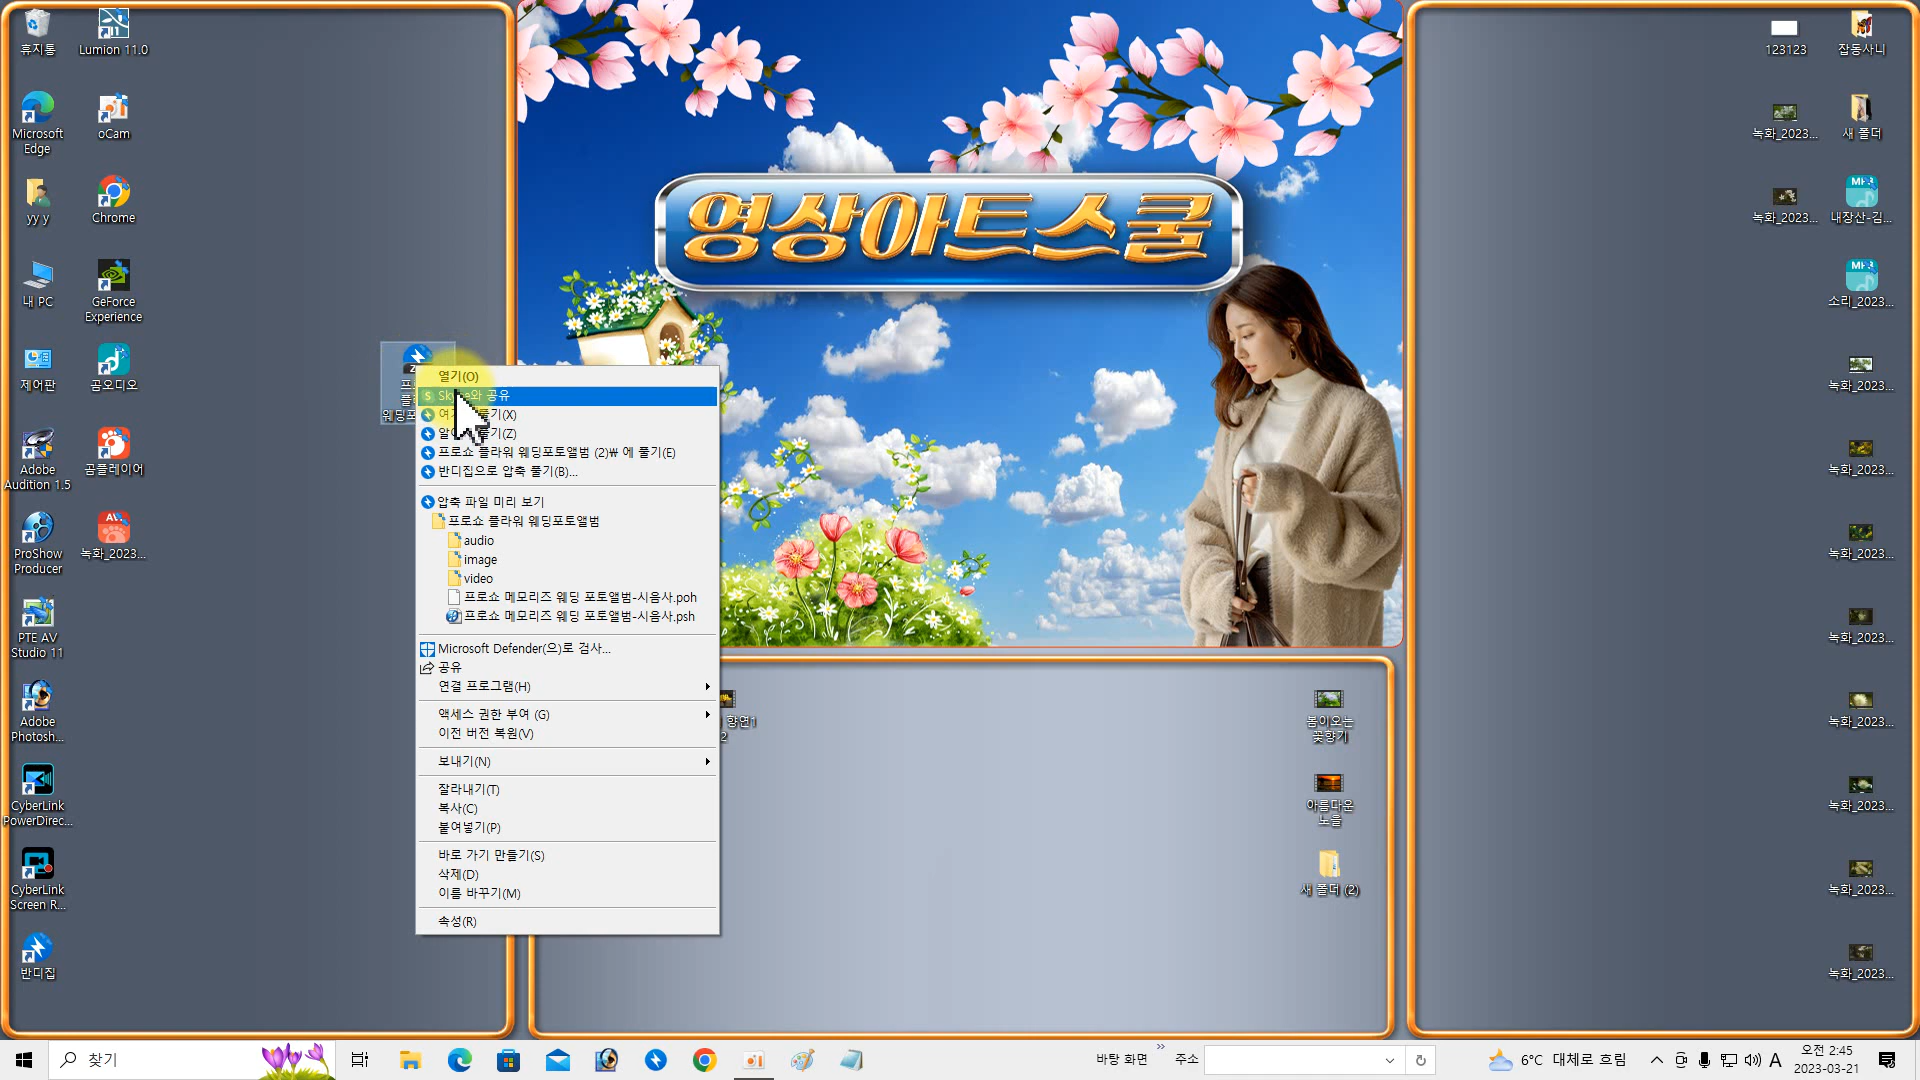 휴지통
Lumion 11.0
Microsoft
Edge
oCam
yy y
Chrome
내 PC
GeForce
Experience
제어판
곰오디오
Adobe
Audition 1.5
곰플레이어
ProShow
Producer
녹화_2023...
PTE AV
Studio 11
Adobe
Photosh...
CyberLink
PowerDirec...
CyberLink
Screen R...
반디집
영상아트스쿨
열기(O)
와 공유
풀기(X)
풀기(Z)
프로쇼 플라워 웨딩포토앨범 (2)₩ 에 풀기(E)
반디집으로 압축 풀기(B)...
압축 파일 미리 보기
프로쇼 플라워 웨딩포토앨범
audio
image
video
프로쇼 메모리즈 웨딩 포토앨범-시음사.poh
프로쇼 메모리즈 웨딩 포토앨범-시음사.psh
Microsoft Defender(으)로 검사...
공유
연결 프로그램(H)
액세스 권한 부여 (G)
이전 버전 복원(V)
보내기(N)
잘라내기(T)
복사(C)
붙여넣기(P)
바로 가기 만들기(S)
삭제(D)
이름 바꾸기(M)
속성(R)
향연1
2
봄이오는
꽃향기
아름다운
노을
새 폴더 (2)
123123
잡동사니
녹화_2023...
새 폴더
녹화_2023...
내장산-김...
소리_2023...
녹화_2023...
녹화_2023...
녹화_2023...
녹화_2023...
녹화_2023...
녹화_2023...
녹화_2023...
녹화_2023...
찾기
바탕 화면
주소
6°C 대체로 흐림
A
오전 2:45
2023-03-21